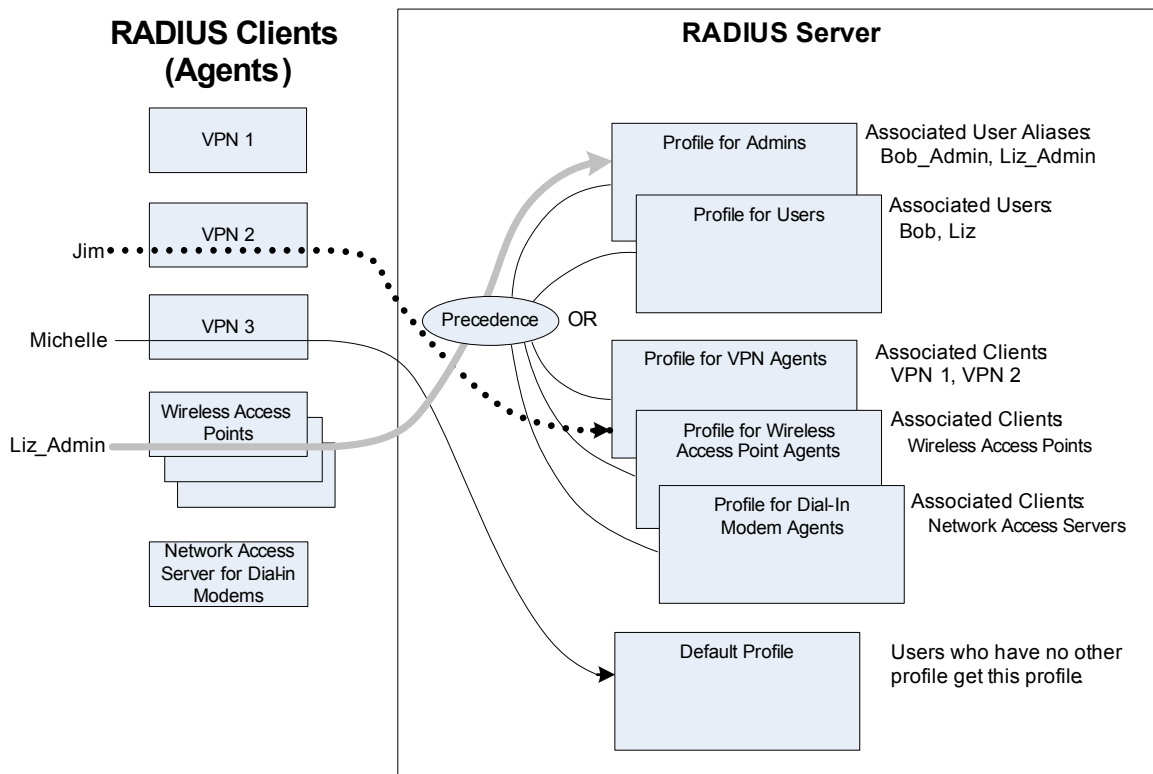 RADIUS Clients
(Agents)
VPN 1
VPN 2
Jim
VPN 3
Michelle
Wireless Access
Points
Liz_Admin
Network Access
Server for Dial-in
Modems
RADIUS Server
Profile for Admins
Associated User Aliases:
Bob_Admin, Liz_Admin
Profile for Users
Associated Users:
Bob, Liz
Precedence
OR
Profile for VPN Agents
Associated Clients
VPN 1, VPN 2
Profile for Wireless
Access Point Agents
Associated Clients
Wireless Access Points
Profile for Dial-In
Modem Agents
Associated Clients:
Network Access Servers
Default Profile
Users who have no other
profile get this profile.